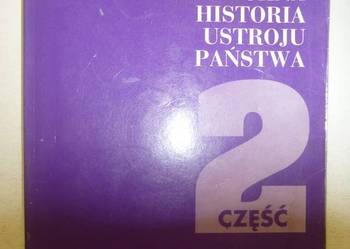 HISTORIA
USTROJU
PAŃSTWA
2
CZĘŚĆ